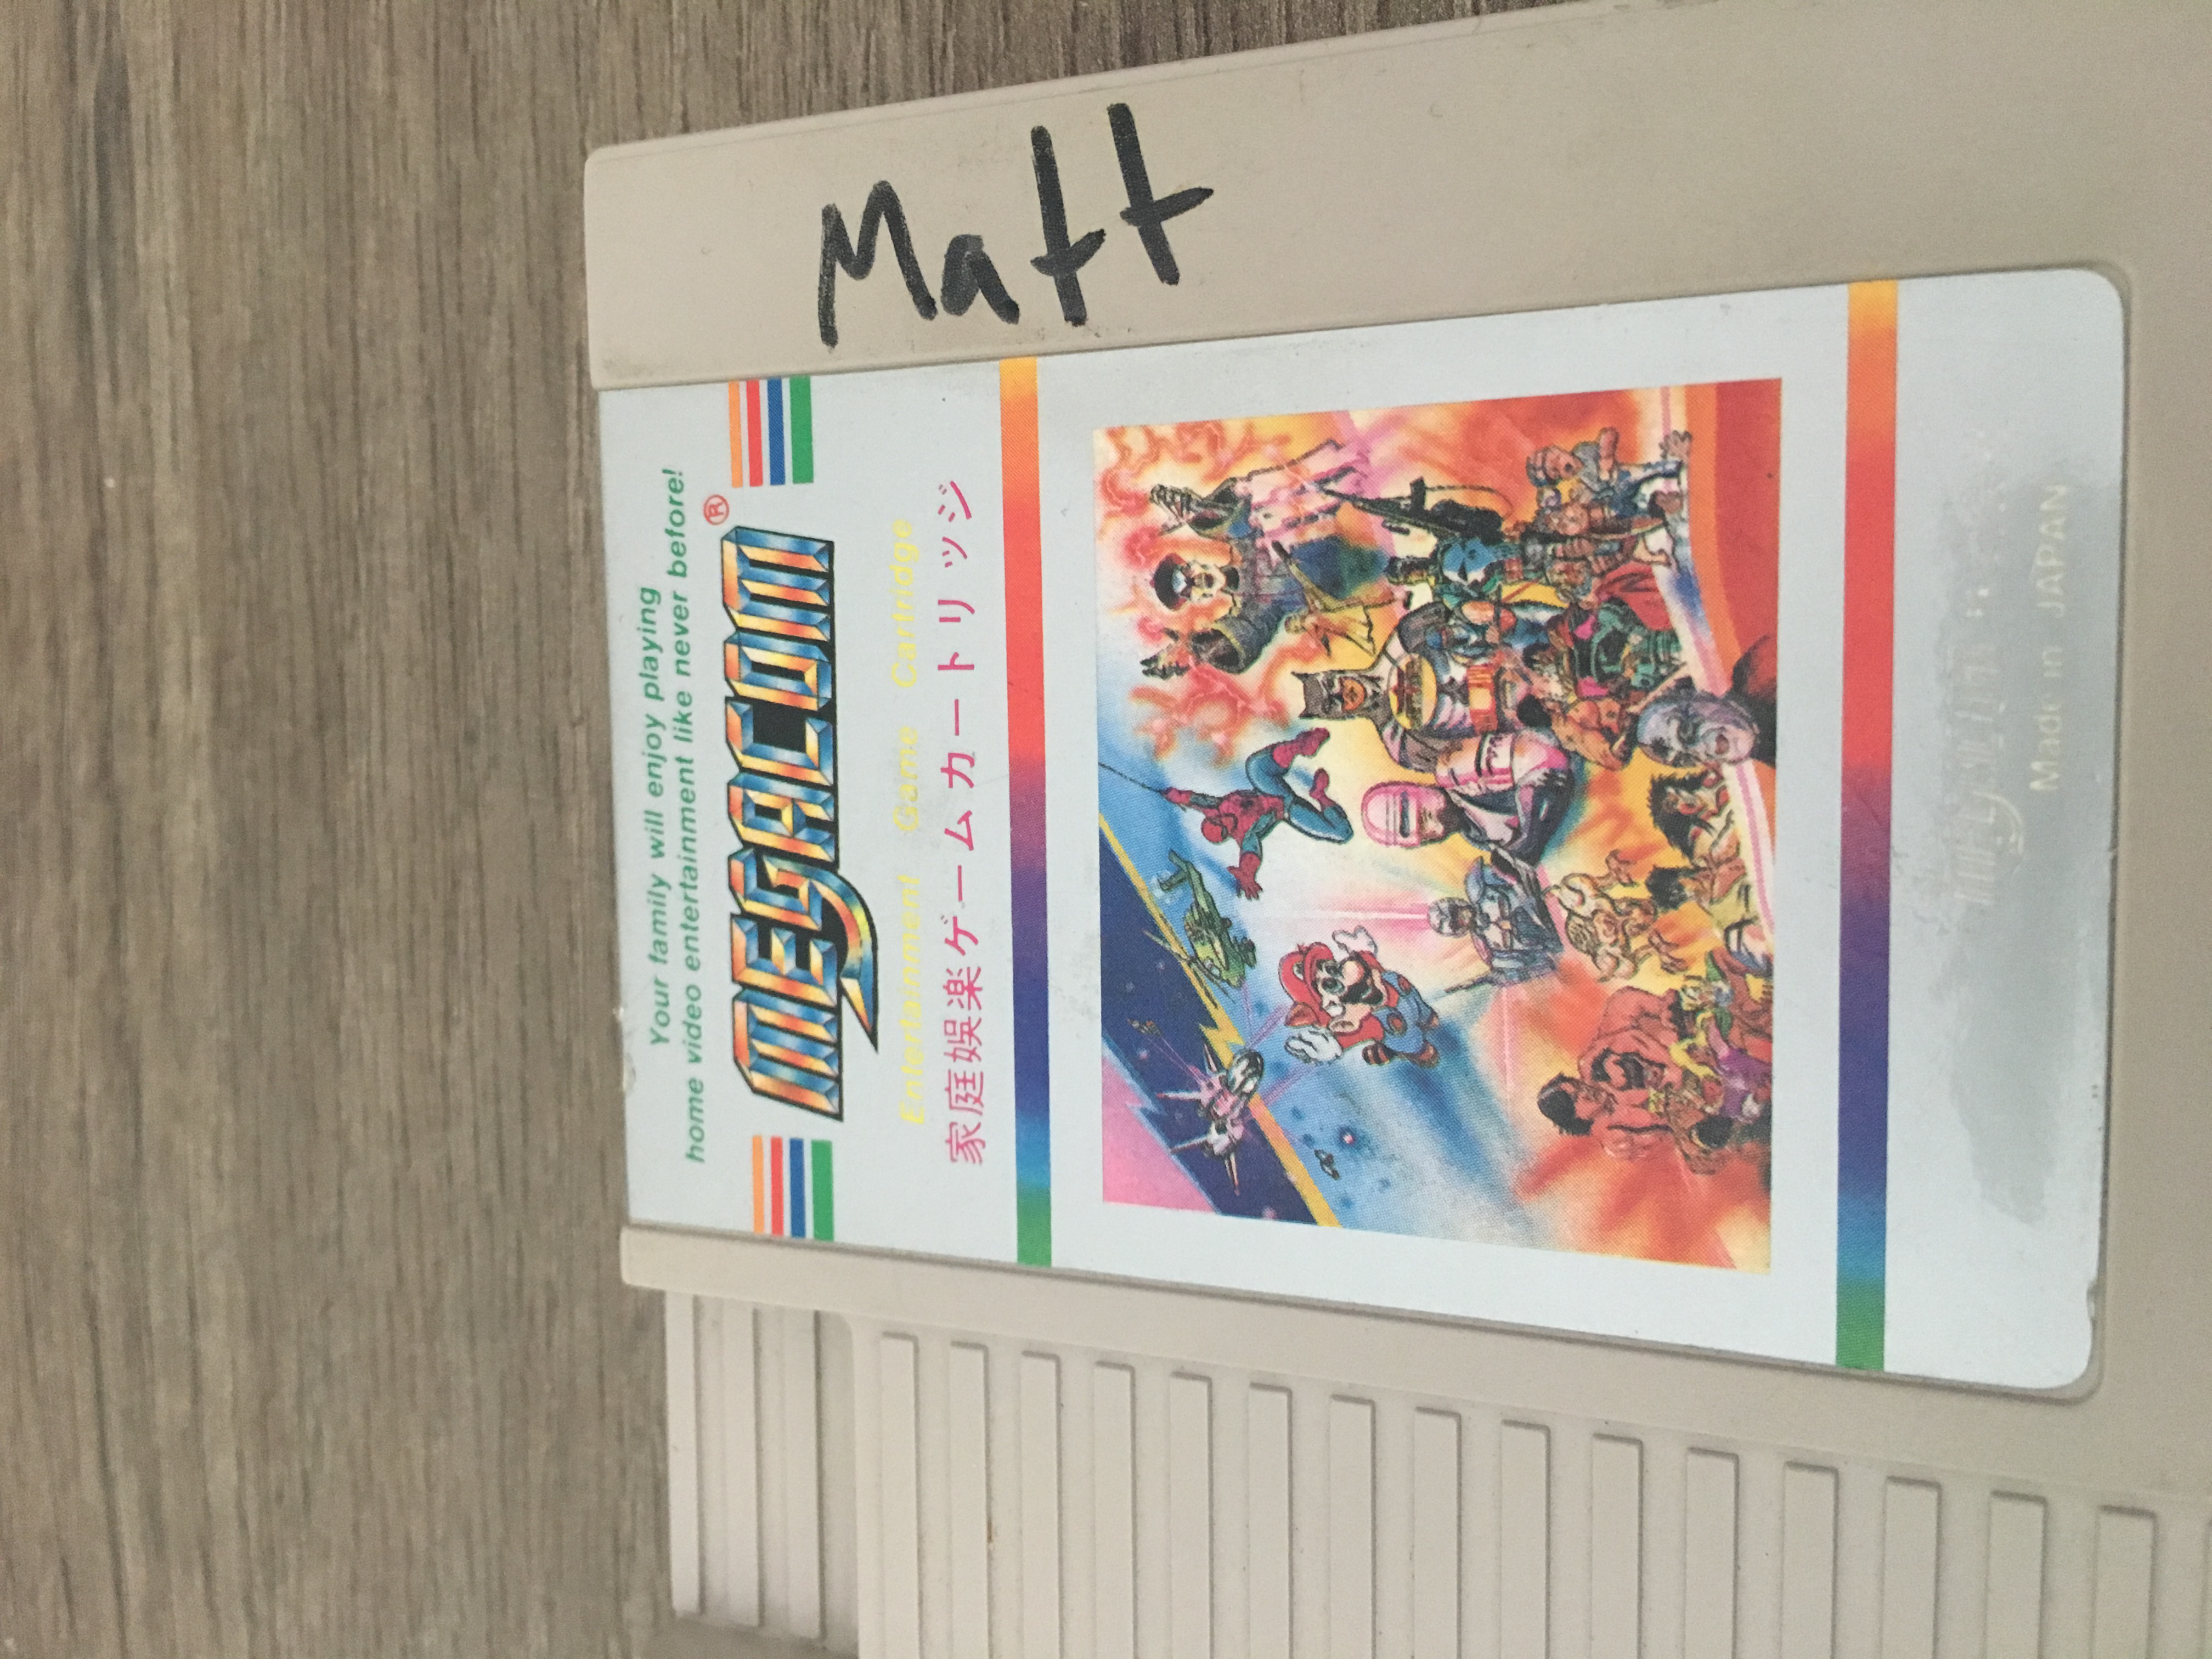 Matt
Your family will enjoy playing
home video entertainment like never before!
MEGACOM®
Entertainment Game Cartridge
家庭娯楽ゲームカートリッジ
Made in JAPAN